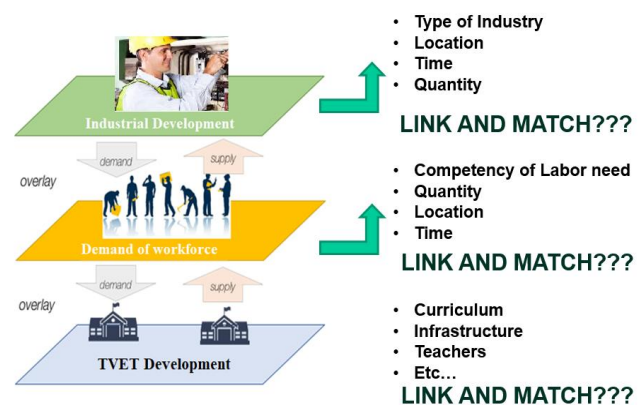 • Type of Industry
• Location
• Time
• Quantity
Industrial Development
LINK AND MATCH???
demand
supply
overlay
• Competency of Labor need
• Quantity
• Location
• Time
Demand of workforce
LINK AND MATCH???
demand
supply
overlay
• Curriculum
• Infrastructure
• Teachers
• Etc…
TVET Development
LINK AND MATCH???